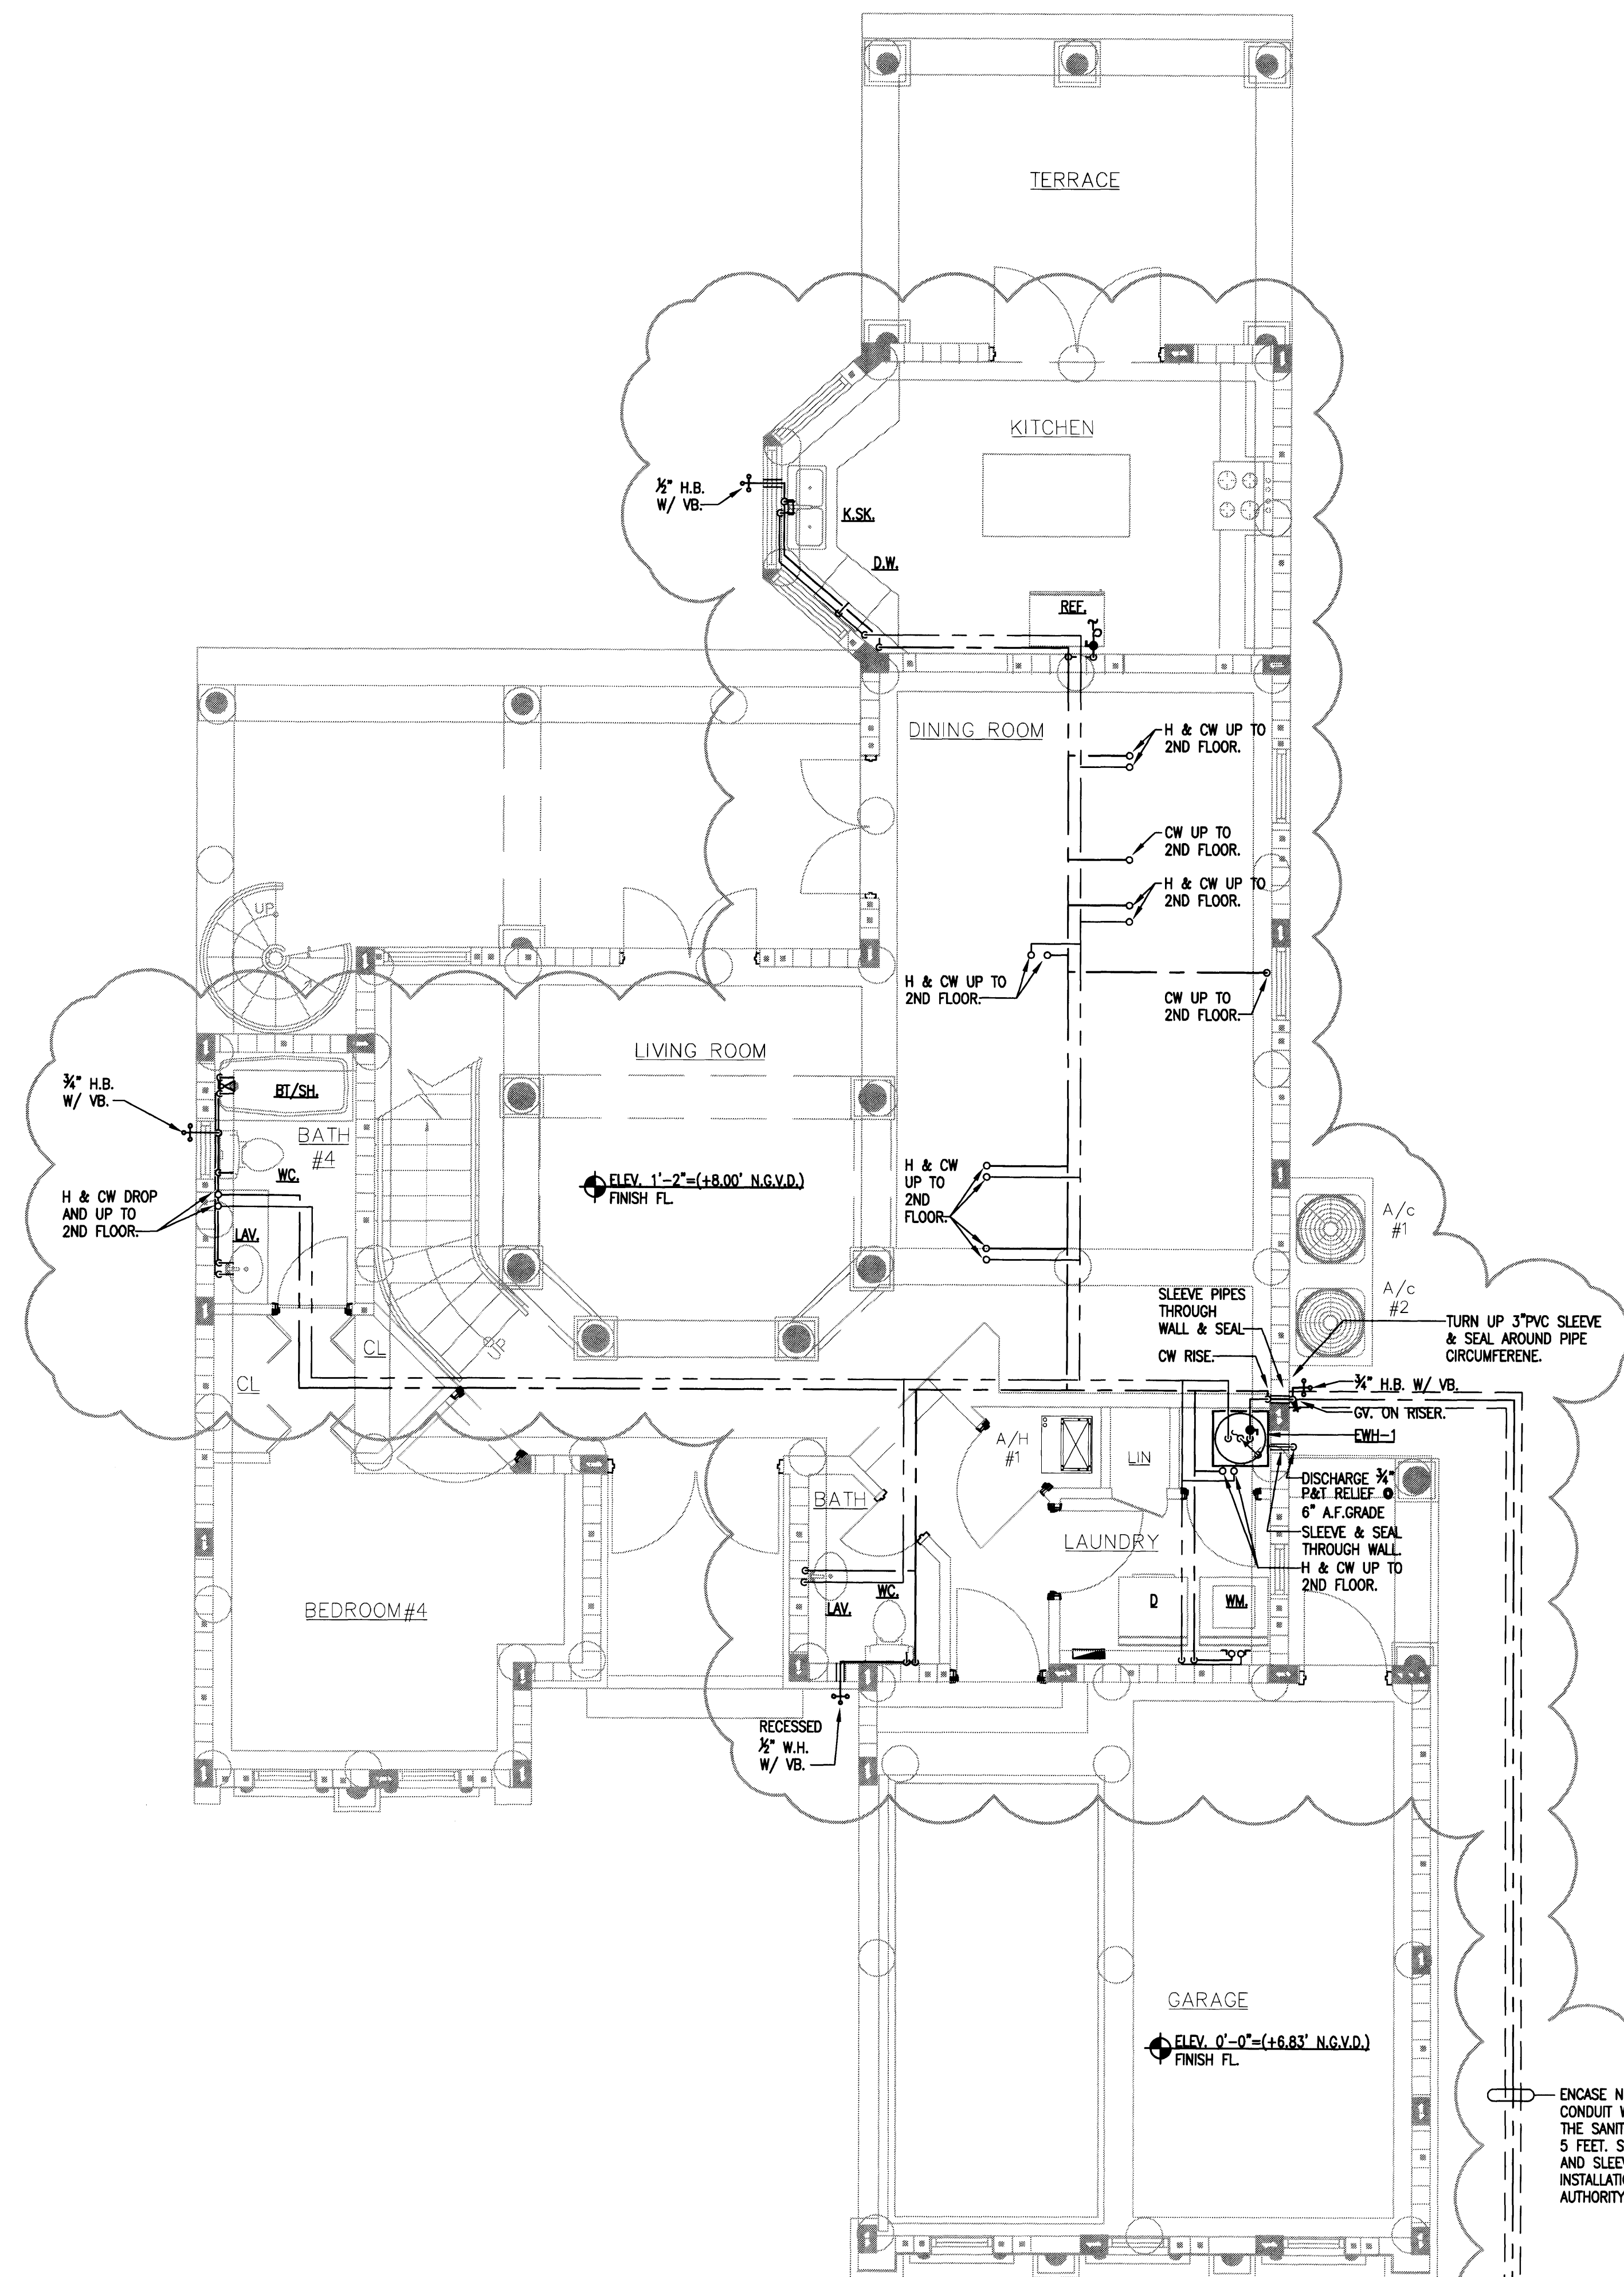 TERRACE
KITCHEN
½" H.B.
W/ VB.
K.SK.
D.W.
REF.
DINING ROOM
H & CW UP TO
2ND FLOOR.
CW UP TO
2ND FLOOR.
H & CW UP TO
2ND FLOOR.
UP
H & CW UP TO
2ND FLOOR.
CW UP TO
2ND FLOOR.
LIVING ROOM
¾" H.B.
W/ VB.
BT/SH.
BATH
#4
WC.
H & CW DROP
AND UP TO
2ND FLOOR.
LAV.
ELEV. 1'-2"=(+8.00' N.G.V.D.)
FINISH FL.
H & CW
UP TO
2ND
FLOOR.
A/c
#1
A/c
#2
SLEEVE PIPES
THROUGH
WALL & SEAL
CW RISE.
TURN UP 3"PVC SLEEVE
& SEAL AROUND PIPE
CIRCUMFERENE.
UP
CL
CL
¾" H.B. W/ VB.
GV. ON RISER.
EWH-1
A/H
#1
LIN
DISCHARGE ¾"
P&T RELIEF @
6" A.F.GRADE
SLEEVE & SEAL
THROUGH WALL.
H & CW UP TO
2ND FLOOR.
BATH
LAUNDRY
D
WM.
BEDROOM#4
WC.
LAV.
RECESSED
½" W.H.
W/ VB.
GARAGE
ELEV. 0'-0"=(+6.83' N.G.V.D.)
FINISH FL.
ENCASE N
CONDUIT W
THE SANIT
5 FEET. S
AND SLEEV
INSTALLATIO
AUTHORITY